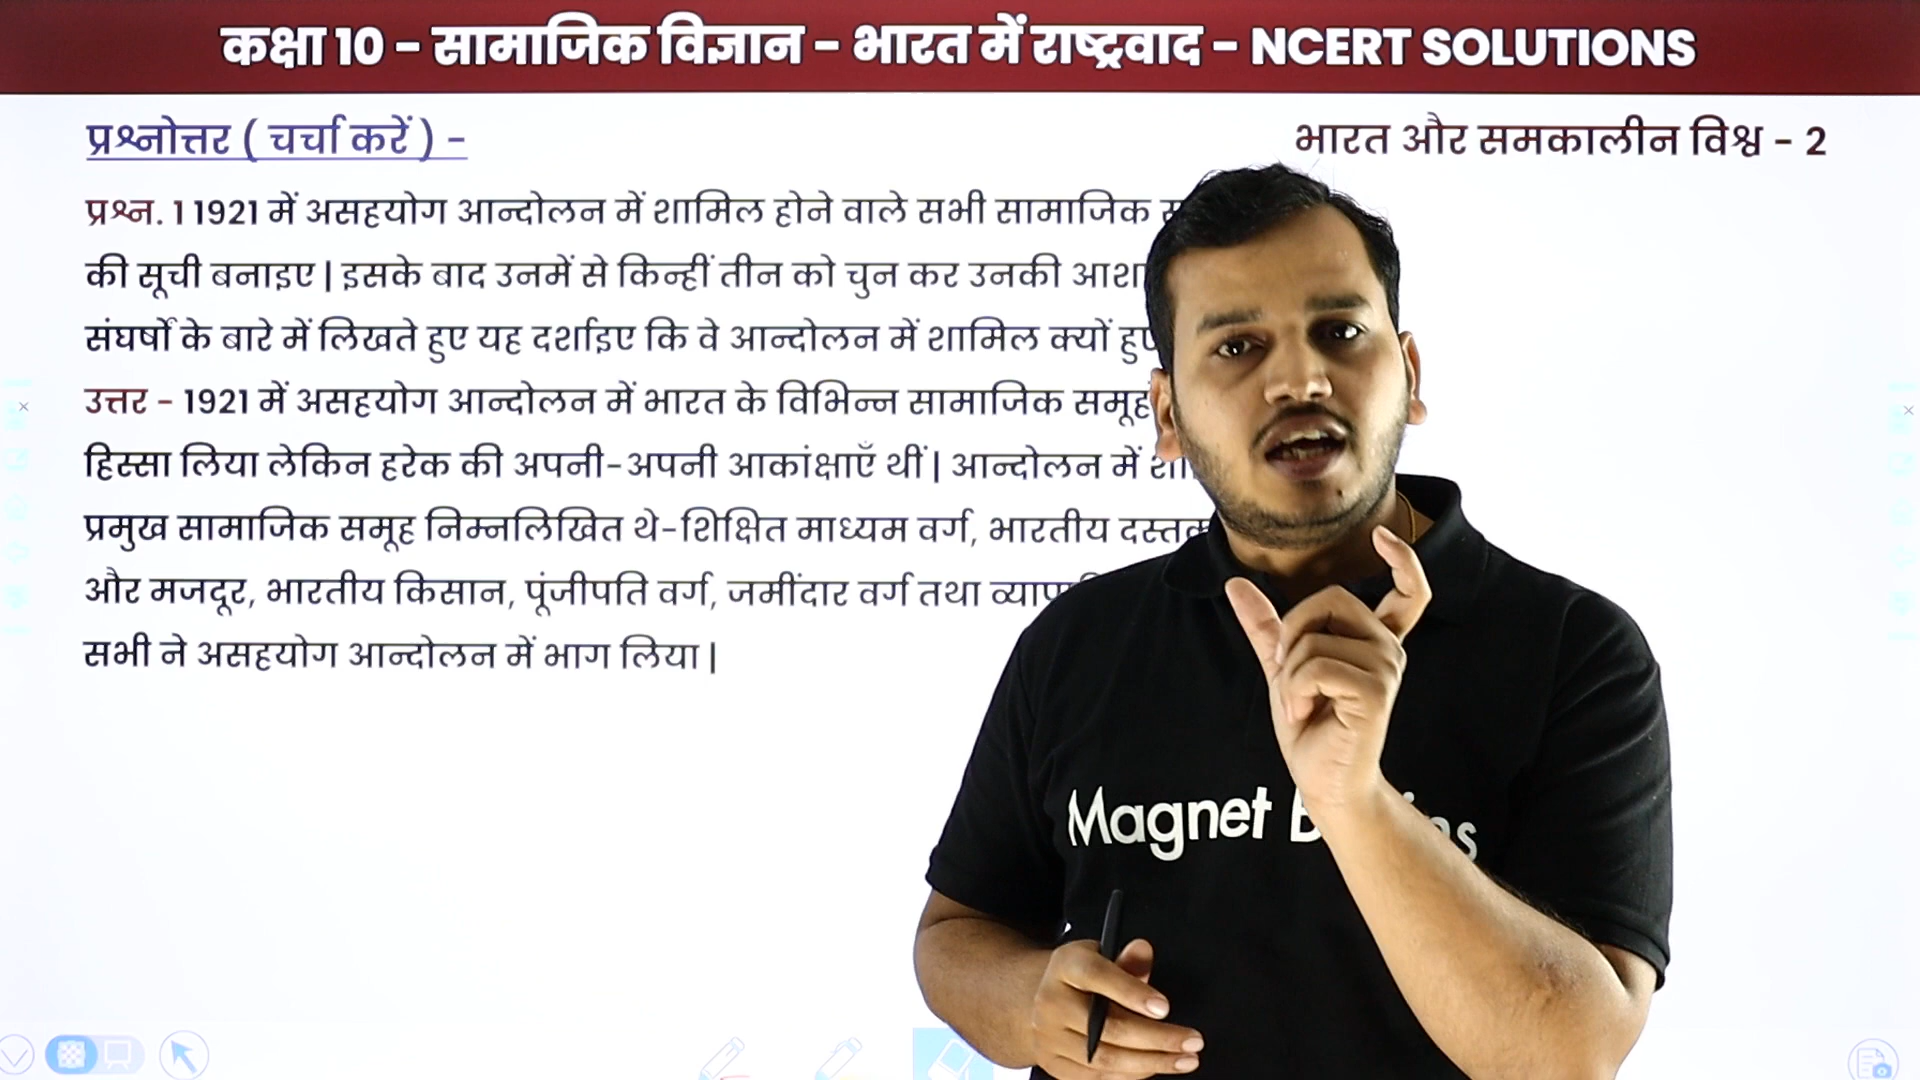 कक्षा 10 - सामाजिक विज्ञान - भारत में राष्ट्रवाद - NCERT SOLUTIONS
प्रश्नोत्तर ( चर्चा करें ) -
भारत और समकालीन विश्व - 2
प्रश्न. 1 1921 में असहयोग आन्दोलन में शामिल होने वाले सभी सामाजिक
की सूची बनाइए | इसके बाद उनमें से किन्हीं तीन को चुन कर उनकी
संघर्षों के बारे में लिखते हुए यह दर्शाइए कि वे आन्दोलन में शामिल क्यों
उत्तर - 1921 में असहयोग आन्दोलन में भारत के विभिन्न सामाजिक
हिस्सा लिया लेकिन हरेक की अपनी-अपनी आकांक्षाएँ थीं | आन्दोलन में
प्रमुख सामाजिक समूह निम्नलिखित थे-शिक्षित माध्यम वर्ग, भारतीय
और मजदूर, भारतीय किसान, पूंजीपति वर्ग, जमींदार वर्ग तथा
सभी ने असहयोग आन्दोलन में भाग लिया |
Magnet